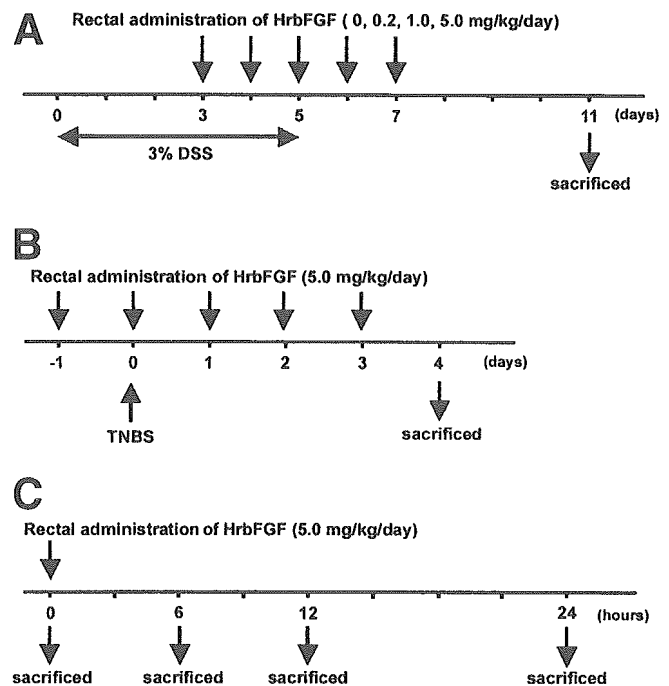 A
Rectal administration of HrbFGF ( 0, 0.2, 1.0, 5.0 mg/kg/day)
0 3 5 7 11 (days)
3% DSS
sacrificed
B
Rectal administration of HrbFGF (5.0 mg/kg/day)
-1 0 1 2 3 4 (days)
TNBS
sacrificed
C
Rectal administration of HrbFGF (5.0 mg/kg/day)
0 6 12 24 (hours)
sacrificed sacrificed sacrificed sacrificed